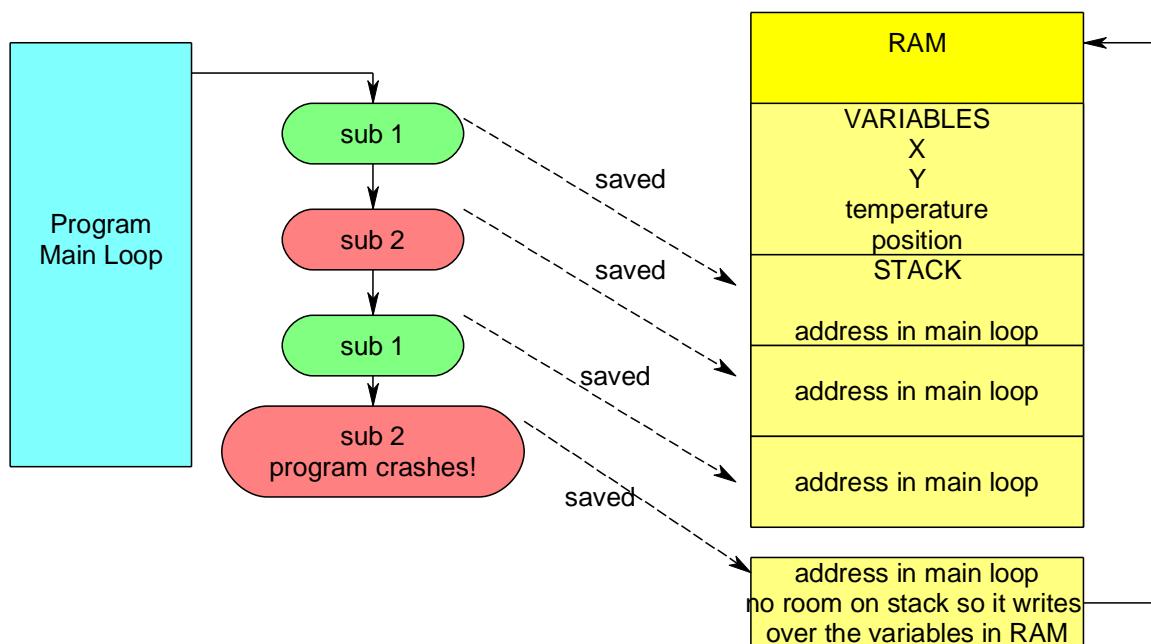 Program
Main Loop
sub 1
sub 2
sub 1
sub 2
program crashes!
saved
saved
saved
saved
RAM
VARIABLES
X
Y
temperature
position
STACK
address in main loop
address in main loop
address in main loop
address in main loop
no room on stack so it writes
over the variables in RAM